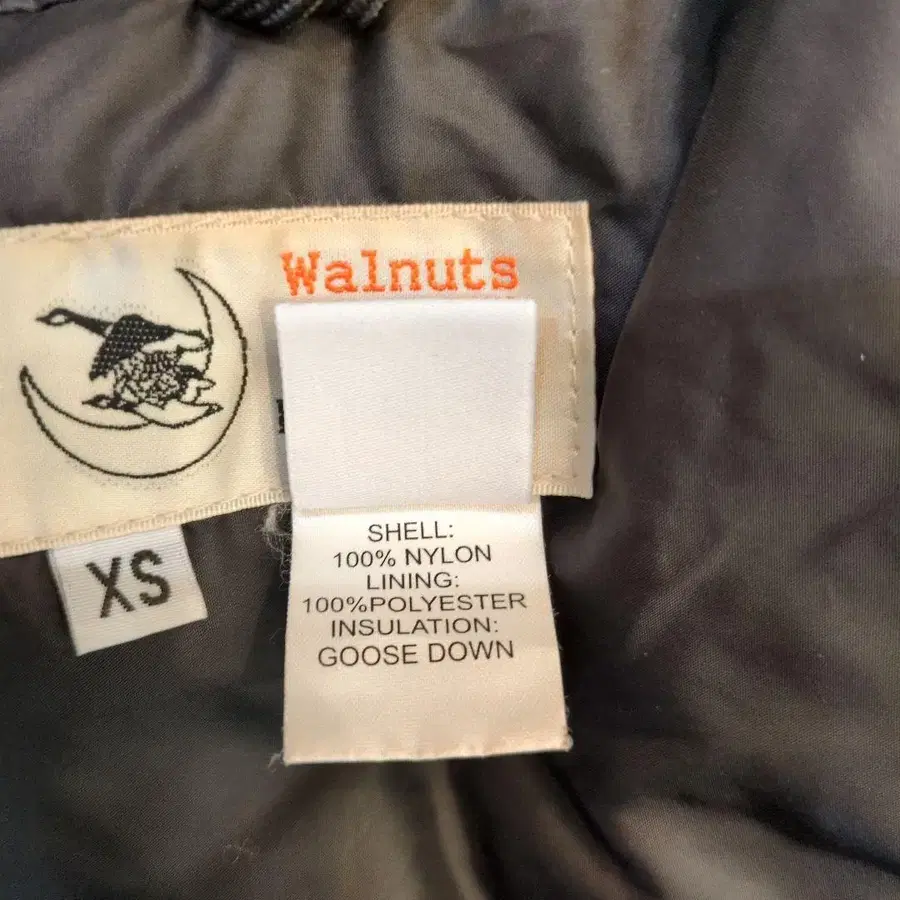 Walnuts
XS
SHELL:
100% NYLON
LINING:
100%POLYESTER
INSULATION:
GOOSE DOWN